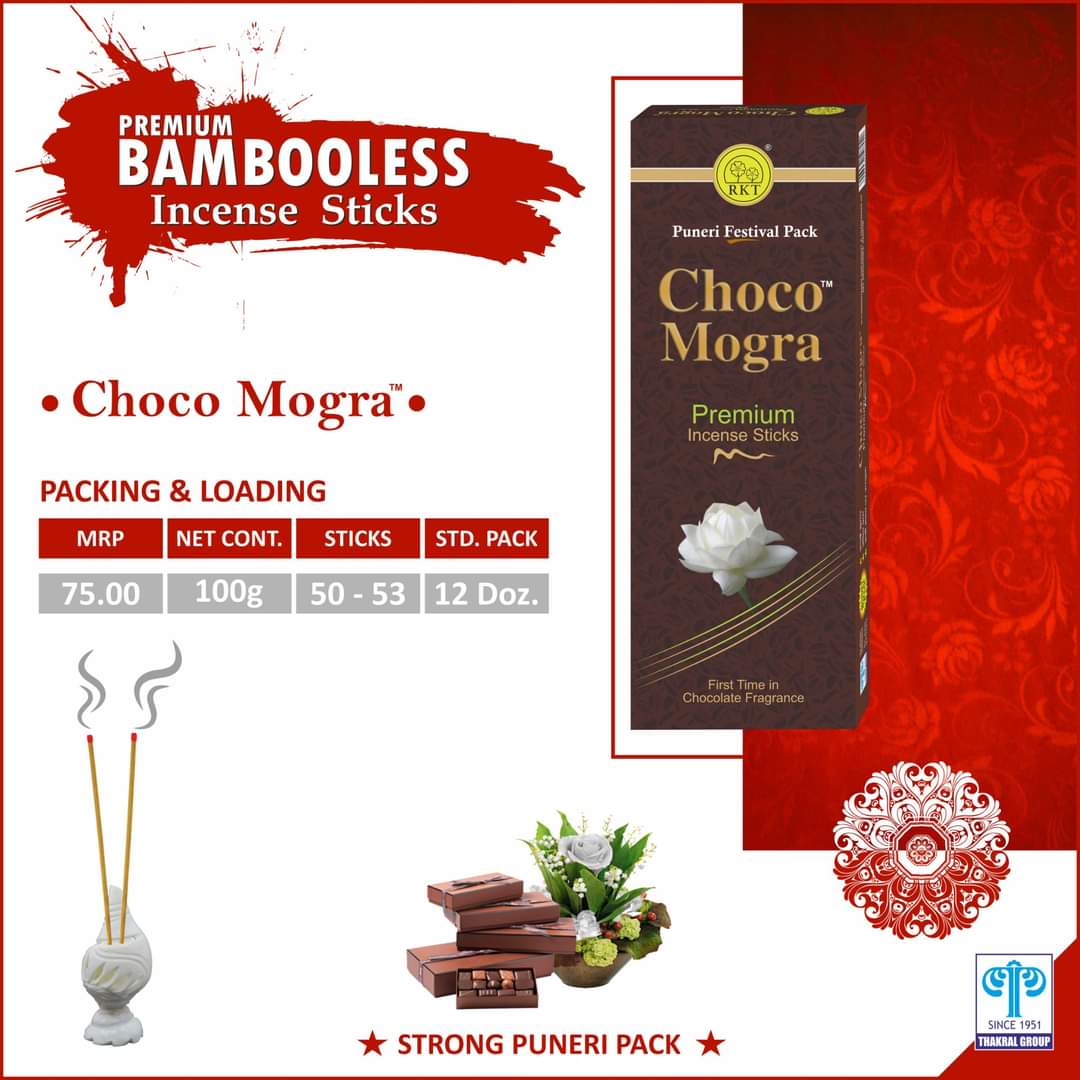 PREMIUM
BAMBOOLESS
Incense Sticks
• Choco Mogra™ •
PACKING & LOADING
MRP NET CONT. STICKS STD. PACK
75.00 100g 50 - 53 12 Doz.
Choco Mogra
®
RKT
Puneri Festival Pack
Choco™
Mogra
Premium
Incense Sticks
First Time in
Chocolate Fragrance
★ STRONG PUNERI PACK ★
SINCE 1951
THAKRAL GROUP